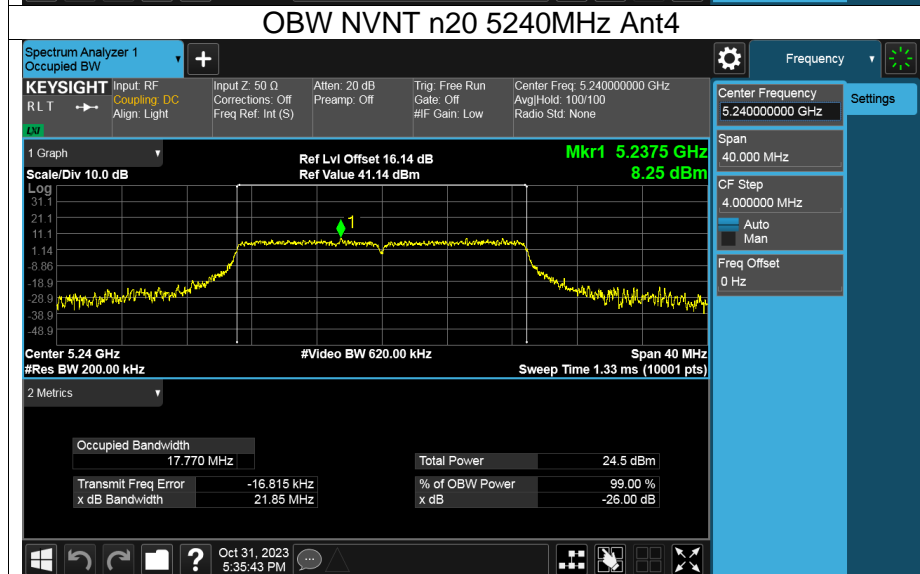 OBW NVNT n20 5240MHz Ant4
Spectrum Analyzer 1
Occupied BW
+
Frequency
KEYSIGHT Input: RF Input Z: 50 Ω Atten: 20 dB Trig: Free Run Center Freq: 5.240000000 GHz
RLT Coupling: DC Corrections: Off Preamp: Off Gate: Off Avg|Hold: 100/100
Align: Light Freq Ref: Int (S) #IF Gain: Low Radio Std: None
LXI
Center Frequency
5.240000000 GHz
Settings
Span
40.000 MHz
CF Step
4.000000 MHz
Auto
Man
Freq Offset
0 Hz
1 Graph
Ref Lvl Offset 16.14 dB
Mkr1 5.2375 GHz
Scale/Div 10.0 dB
Ref Value 41.14 dBm
8.25 dBm
Log
31.1
21.1
11.1
1.14
-8.86
-18.9
-28.9
-38.9
-48.9
1
Center 5.24 GHz #Video BW 620.00 kHz Span 40 MHz
#Res BW 200.00 kHz Sweep Time 1.33 ms (10001 pts)
2 Metrics
Occupied Bandwidth
17.770 MHz
Total Power 24.5 dBm
Transmit Freq Error -16.815 kHz % of OBW Power 99.00 %
x dB Bandwidth 21.85 MHz x dB -26.00 dB
?
Oct 31, 2023
5:35:43 PM